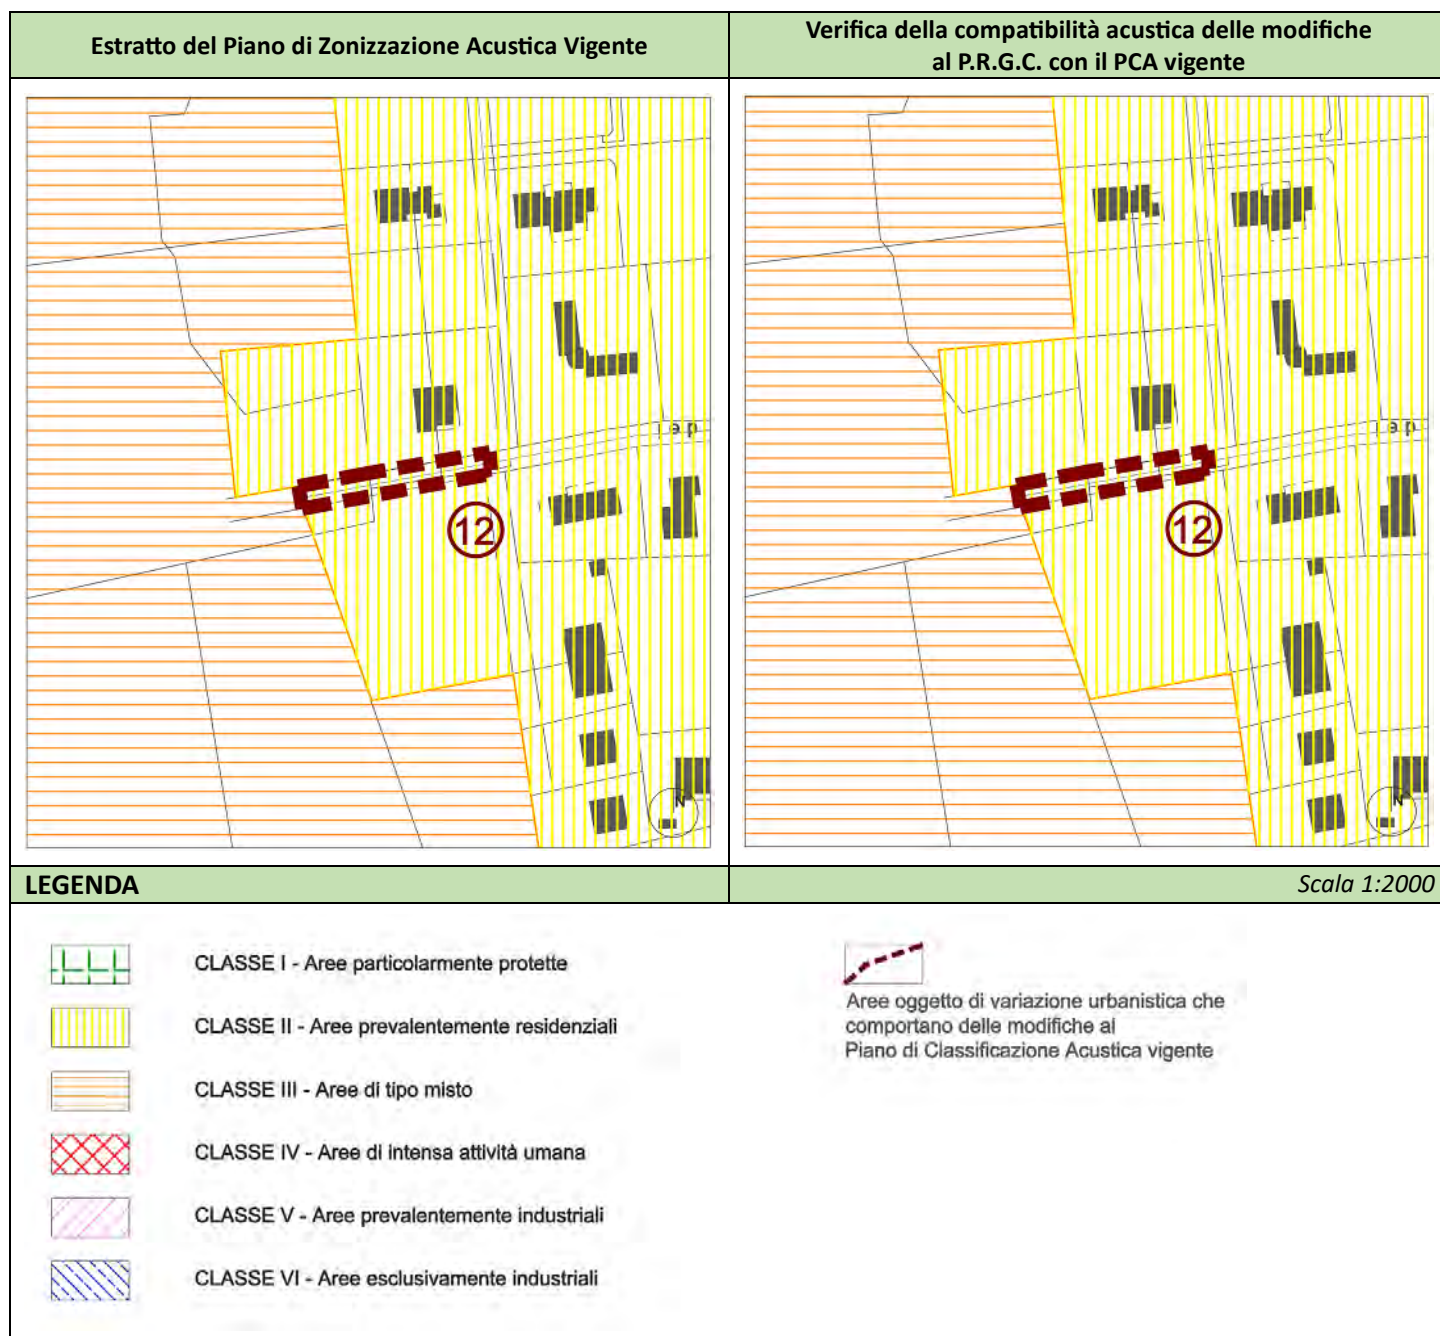 Estratto del Piano di Zonizzazione Acustica Vigente
Verifica della compatibilità acustica delle modifiche
al P.R.G.C. con il PCA vigente
12
del
N
12
del
N
LEGENDA
Scala 1:2000
CLASSE I - Aree particolarmente protette
CLASSE II - Aree prevalentemente residenziali
CLASSE III - Aree di tipo misto
CLASSE IV - Aree di intensa attività umana
CLASSE V - Aree prevalentemente industriali
CLASSE VI - Aree esclusivamente industriali
Aree oggetto di variazione urbanistica che
comportano delle modifiche al
Piano di Classificazione Acustica vigente